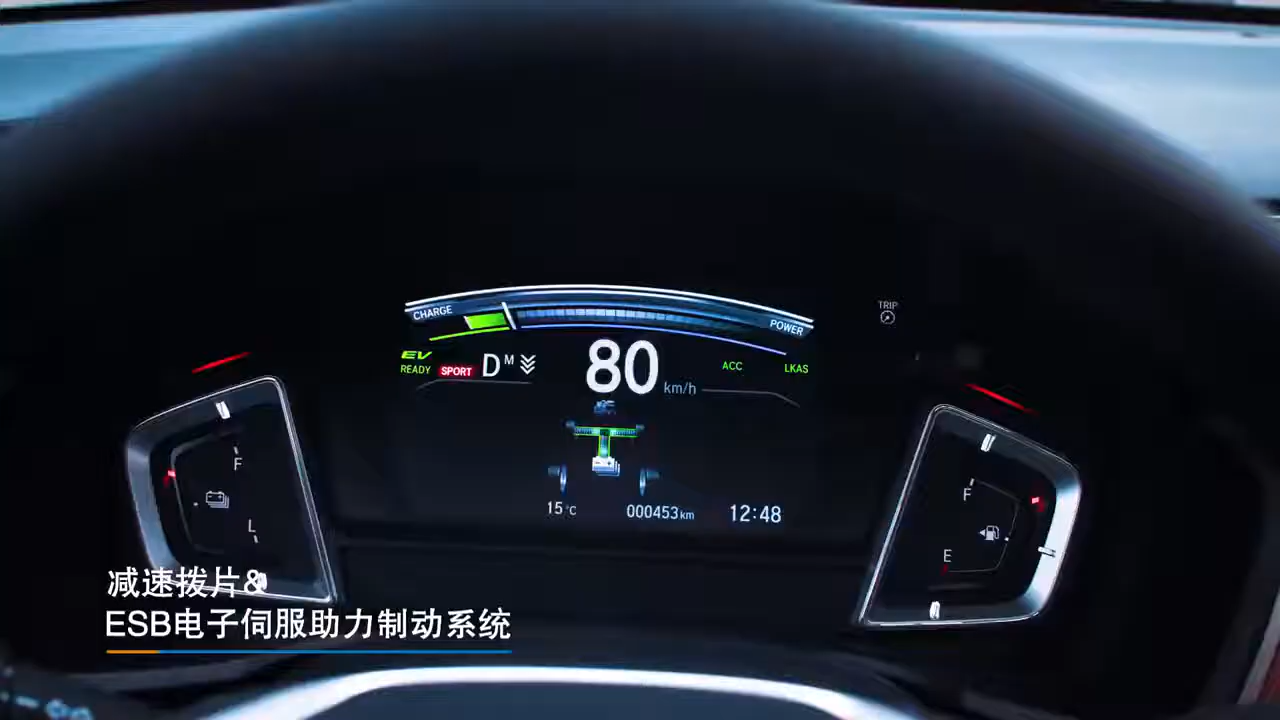 CHARGE
POWER
TRIP
EV
READY
SPORT
D M
80 km/h
ACC
LKAS
F
L
F
E
15°C
000453km
12:48
减速拨片&
ESB电子伺服助力制动系统